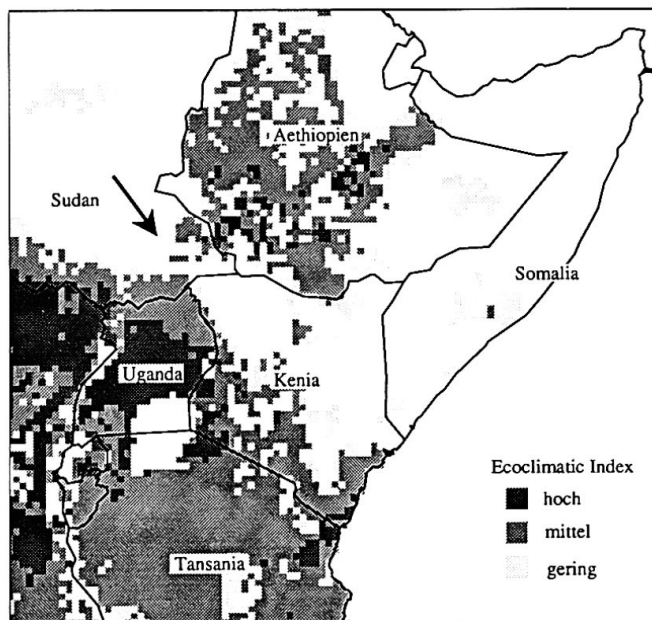 Aethiopien
Sudan
Somalia
Uganda
Kenia
Tansania
Ecoclimatic Index
hoch
mittel
gering